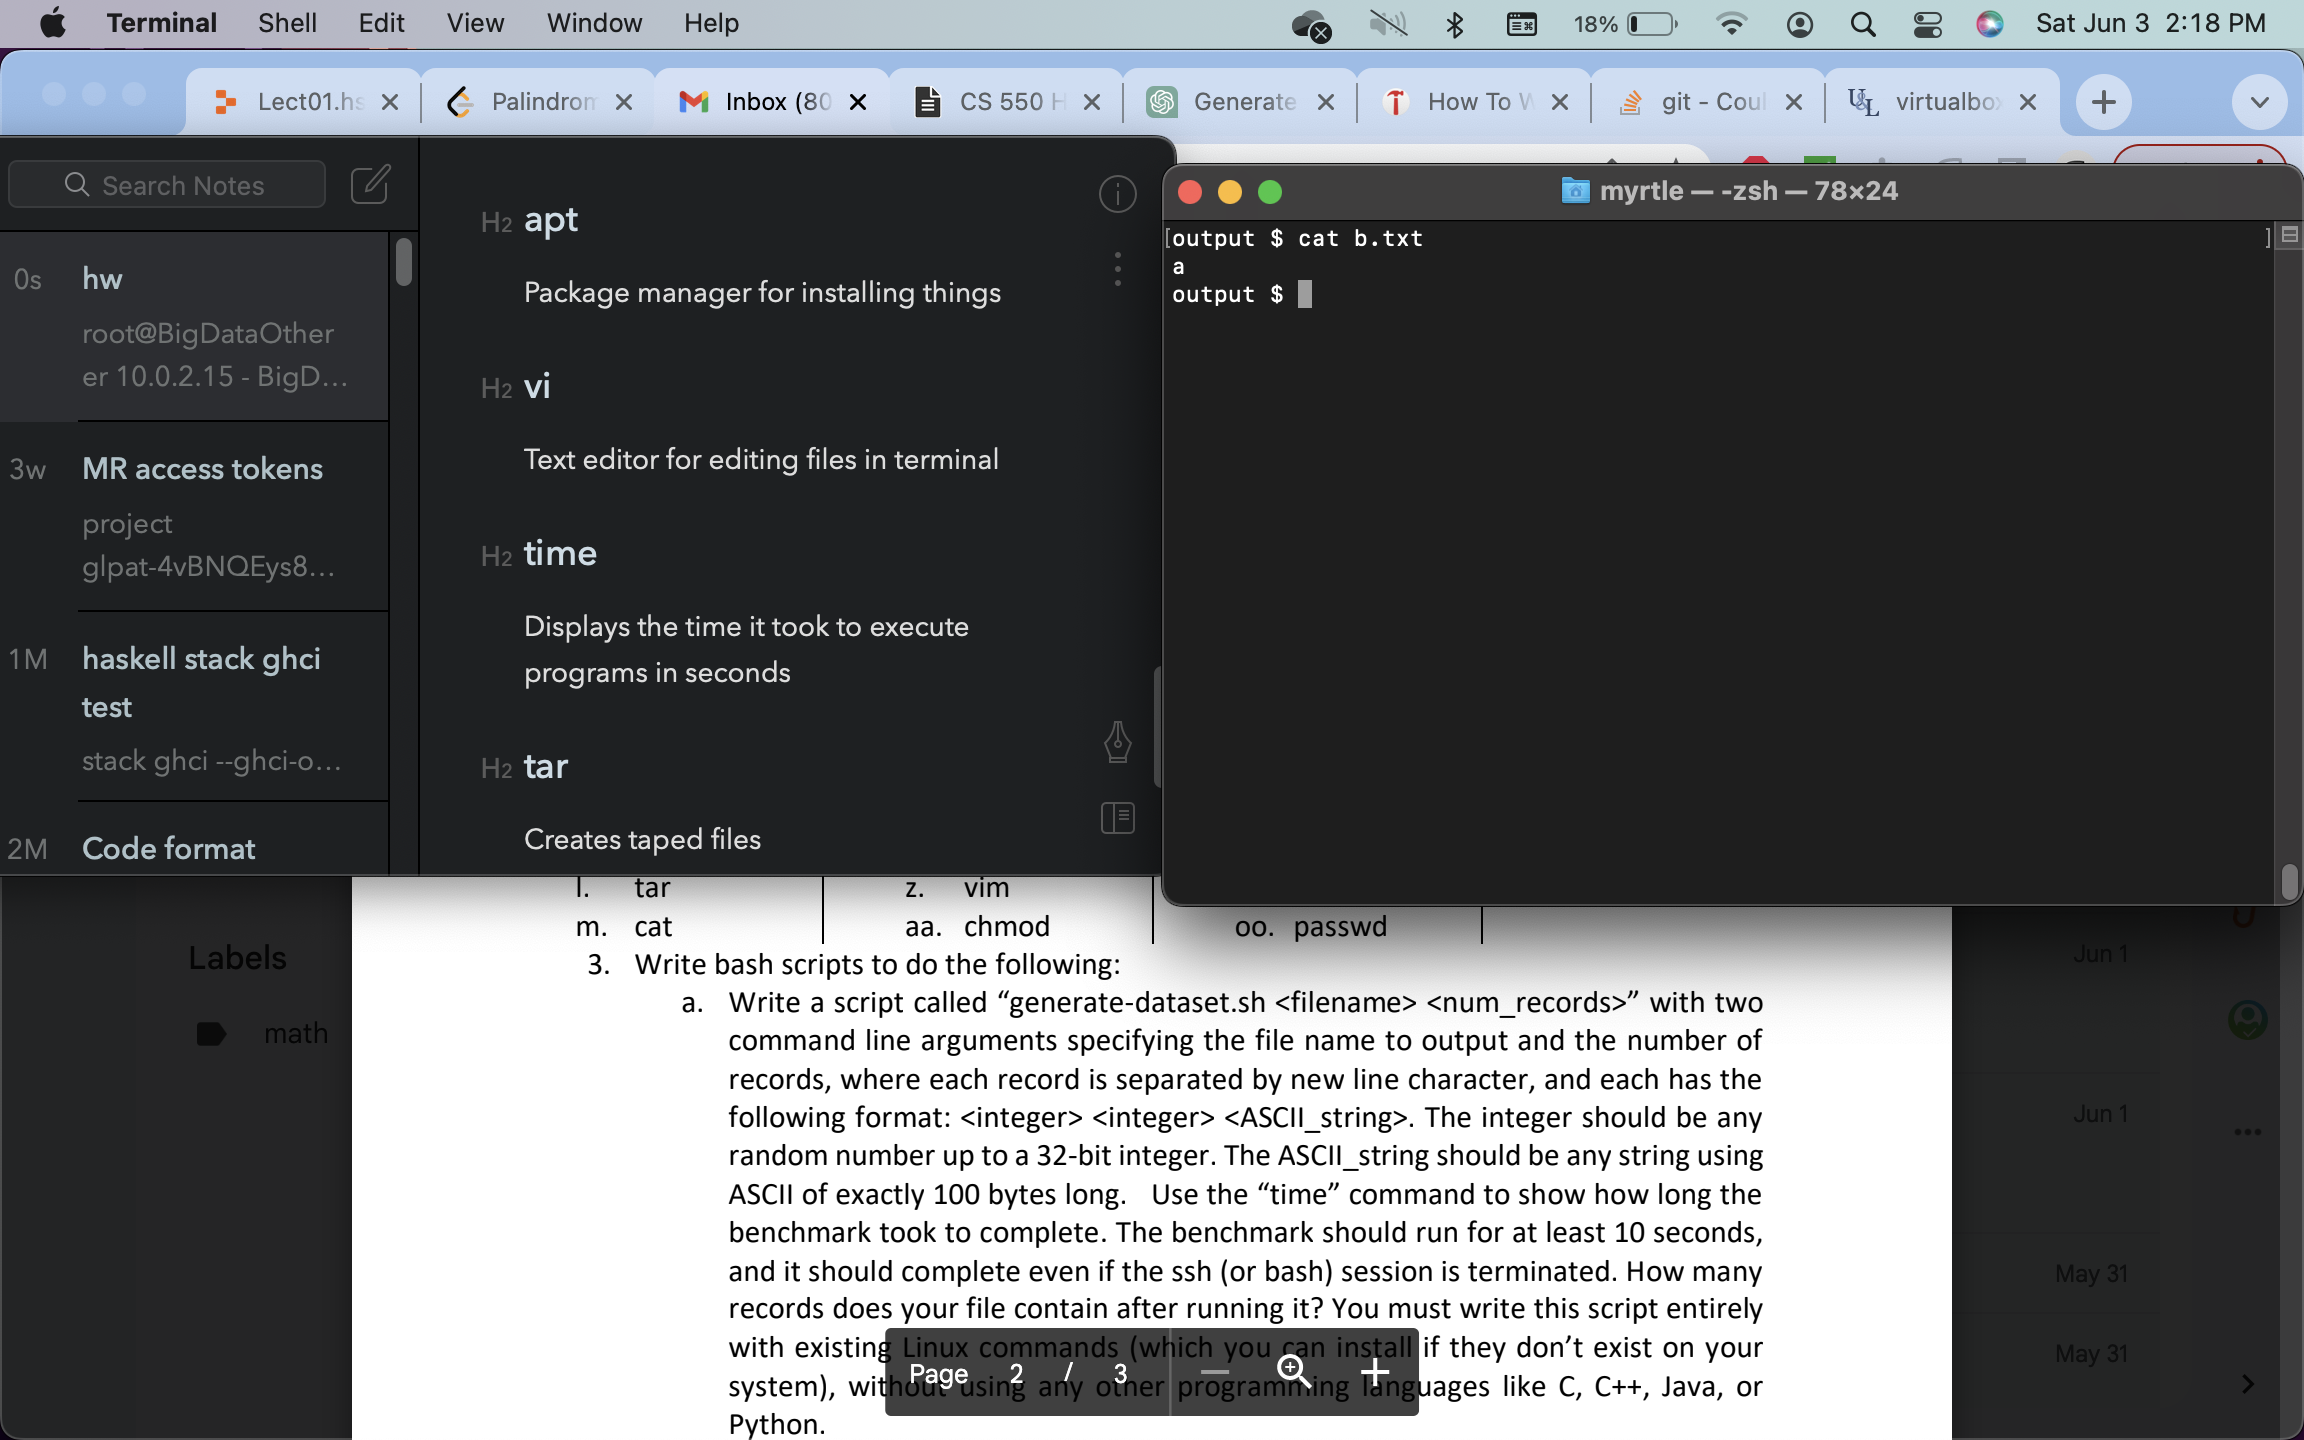 Terminal Shell Edit View Window Help 18% Sat Jun 3 2:18 PM
Lect01.hs Palindrom Inbox (80 CS 550 H Generate How To W git - Coul virtualbo
Search Notes
0s hw
root@BigDataOther
er 10.0.2.15 - BigD...
3w MR access tokens
project
glpat-4vBNQEys8...
1M haskell stack ghci
test
stack ghci --ghci-o...
2M Code format
H2 apt
Package manager for installing things
H2 vi
Text editor for editing files in terminal
H2 time
Displays the time it took to execute
programs in seconds
H2 tar
Creates taped files
myrtle — -zsh — 78×24
[output $ cat b.txt ]
a
output $
Labels
math
l. tar z. vim
m. cat aa. chmod oo. passwd
3. Write bash scripts to do the following:
a. Write a script called “generate-dataset.sh <filename> <num_records>” with two
command line arguments specifying the file name to output and the number of
records, where each record is separated by new line character, and each has the
following format: <integer> <integer> <ASCII_string>. The integer should be any
random number up to a 32-bit integer. The ASCII_string should be any string using
ASCII of exactly 100 bytes long. Use the “time” command to show how long the
benchmark took to complete. The benchmark should run for at least 10 seconds,
and it should complete even if the ssh (or bash) session is terminated. How many
records does your file contain after running it? You must write this script entirely
with existing Linux commands (which you can install if they don’t exist on your
system), without using any other programming languages like C, C++, Java, or
Python.
Page 2 / 3
Jun 1
Jun 1
May 31
May 31